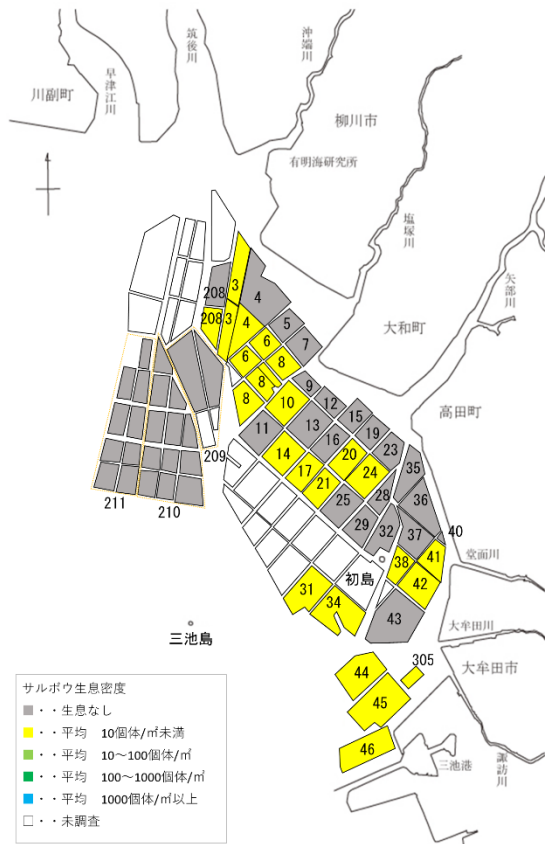 筑後川
沖端川
早津江川
川副町
柳川市
有明海研究所
塩塚川
矢部川
大和町
高田町
208
3
4
208
3
4
5
7
6
6
8
8
8
9
10
12
15
11
13
16
19
23
14
20
24
35
17
21
28
36
25
29
32
37
40
209
211
210
38
41
42
堂面川
初島
31
34
43
大牟田川
三池島
大牟田市
44
305
45
46
三池港
諏訪川
サルボウ生息密度
・・生息なし
・・平均 10個体/㎡未満
・・平均 10～100個体/㎡
・・平均 100～1000個体/㎡
・・平均 1000個体/㎡以上
・・未調査